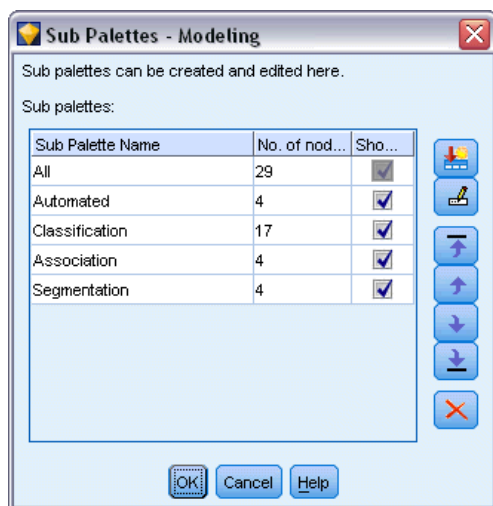 Sub Palettes - Modeling
Sub palettes can be created and edited here.
Sub palettes:
Sub Palette Name No. of nod... Sho...
All 29
Automated 4
Classification 17
Association 4
Segmentation 4
OK Cancel Help